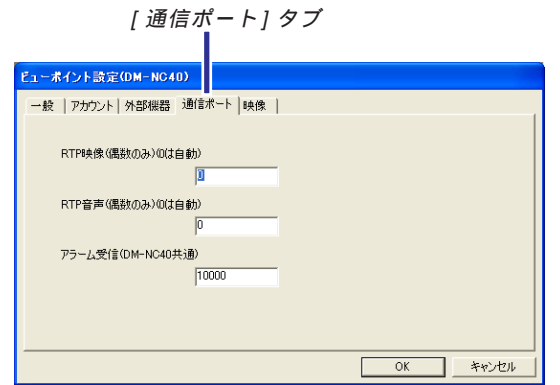 [通信ポート]タブ
ビューポイント設定(DM-NC40)
一般 アカウント 外部機器 通信ポート 映像
RTP映像(偶数のみ)(0は自動)
0
RTP音声(偶数のみ)(0は自動)
0
アラーム受信(DM-NC40共通)
10000
OK キャンセル